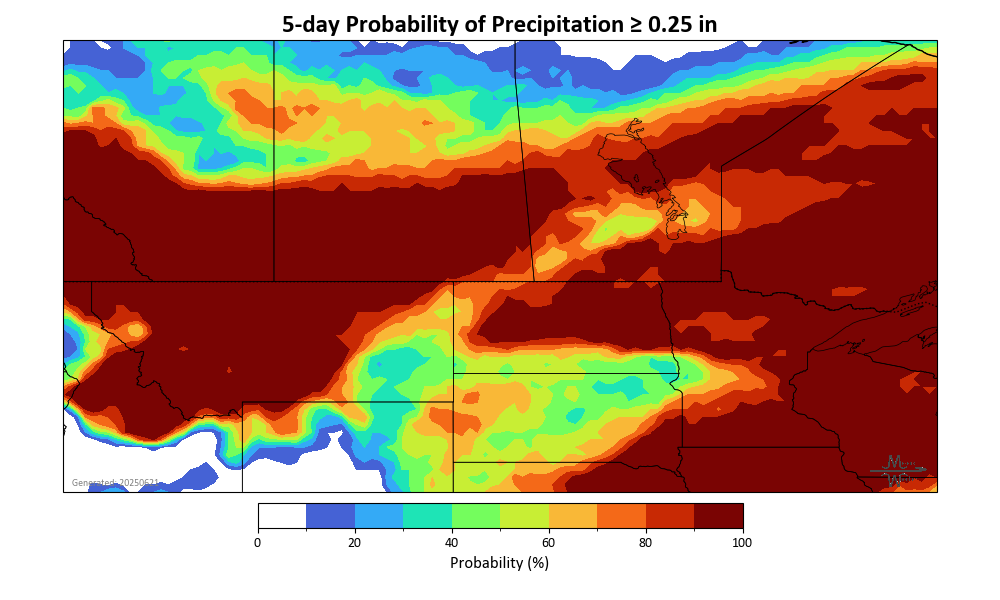 5-day Probability of Precipitation ≥ 0.25 in
Generated: 20250621
0 20 40 60 80 100
Probability (%)